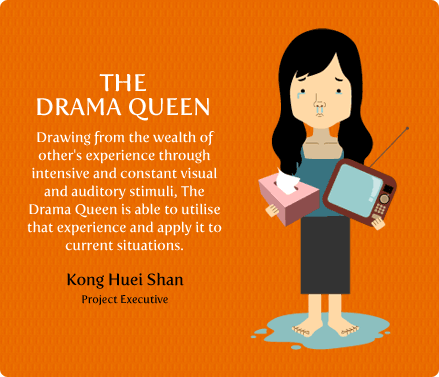 THE
DRAMA QUEEN
Drawing from the wealth of
other's experience through
intensive and constant visual
and auditory stimuli, The
Drama Queen is able to utilise
that experience and apply it to
current situations.
Kong Huei Shan
Project Executive